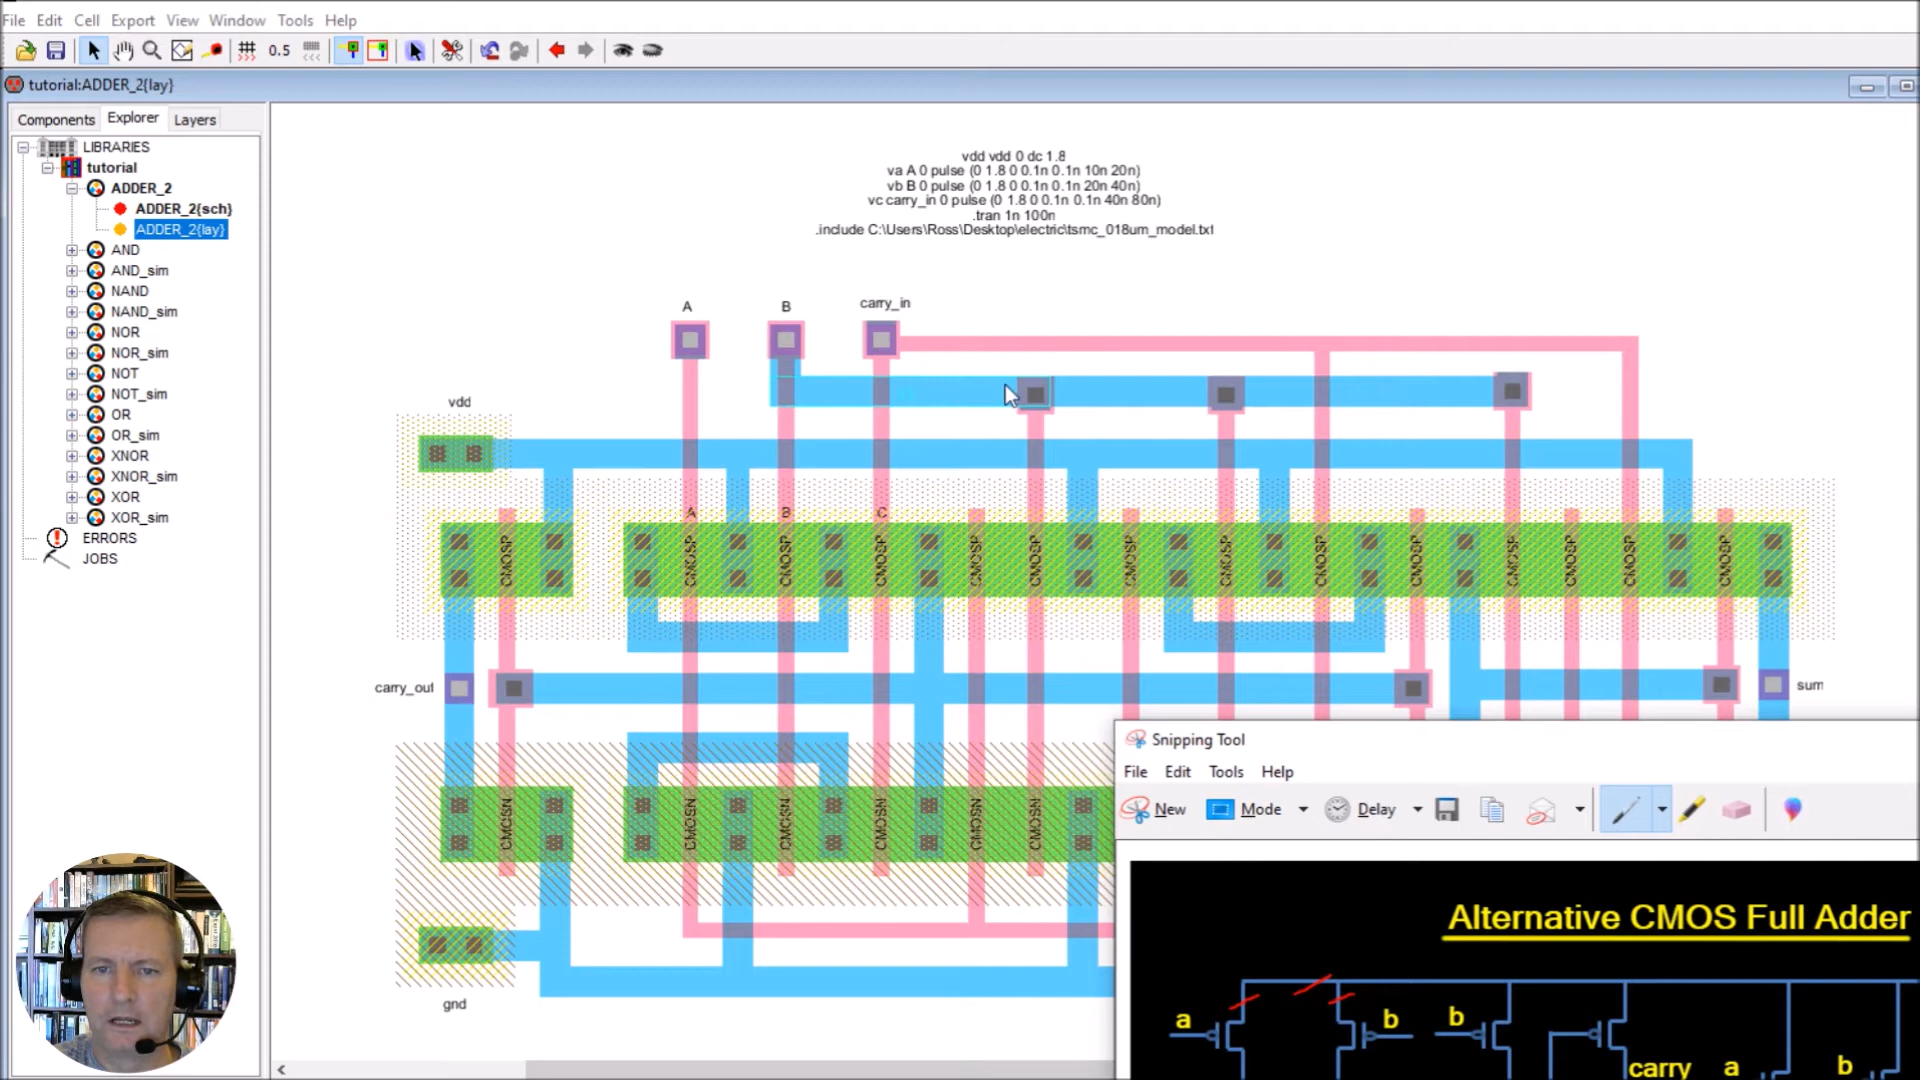 File Edit Cell Export View Window Tools Help
0.5
tutorial:ADDER_2{lay}
Components Explorer Layers
LIBRARIES
tutorial
ADDER_2
ADDER_2{sch}
ADDER_2{lay}
AND
AND_sim
NAND
NAND_sim
NOR
NOR_sim
NOT
NOT_sim
OR
OR_sim
XNOR
XNOR_sim
XOR
XOR_sim
ERRORS
JOBS
vdd vdd 0 dc 1.8
va A 0 pulse (0 1.8 0 0.1n 0.1n 10n 20n)
vb B 0 pulse (0 1.8 0 0.1n 0.1n 20n 40n)
vc carry_in 0 pulse (0 1.8 0 0.1n 0.1n 40n 80n)
.tran 1n 100n
.include C:\Users\Ross\Desktop\electric\tsmc_018um_model.txt
A B carry_in
vdd
A B C
CMOSP CMOSP CMOSP CMOSP CMOSP CMOSP CMOSP CMOSP CMOSP CMOSP CMOSP CMOSP CMOSP CMOSP
carry_out
sum
CMOSN CMOSN CMOSN CMOSN CMOSN CMOSN
gnd
Snipping Tool
File Edit Tools Help
New Mode Delay
Alternative CMOS Full Adder
a b b
carry a b